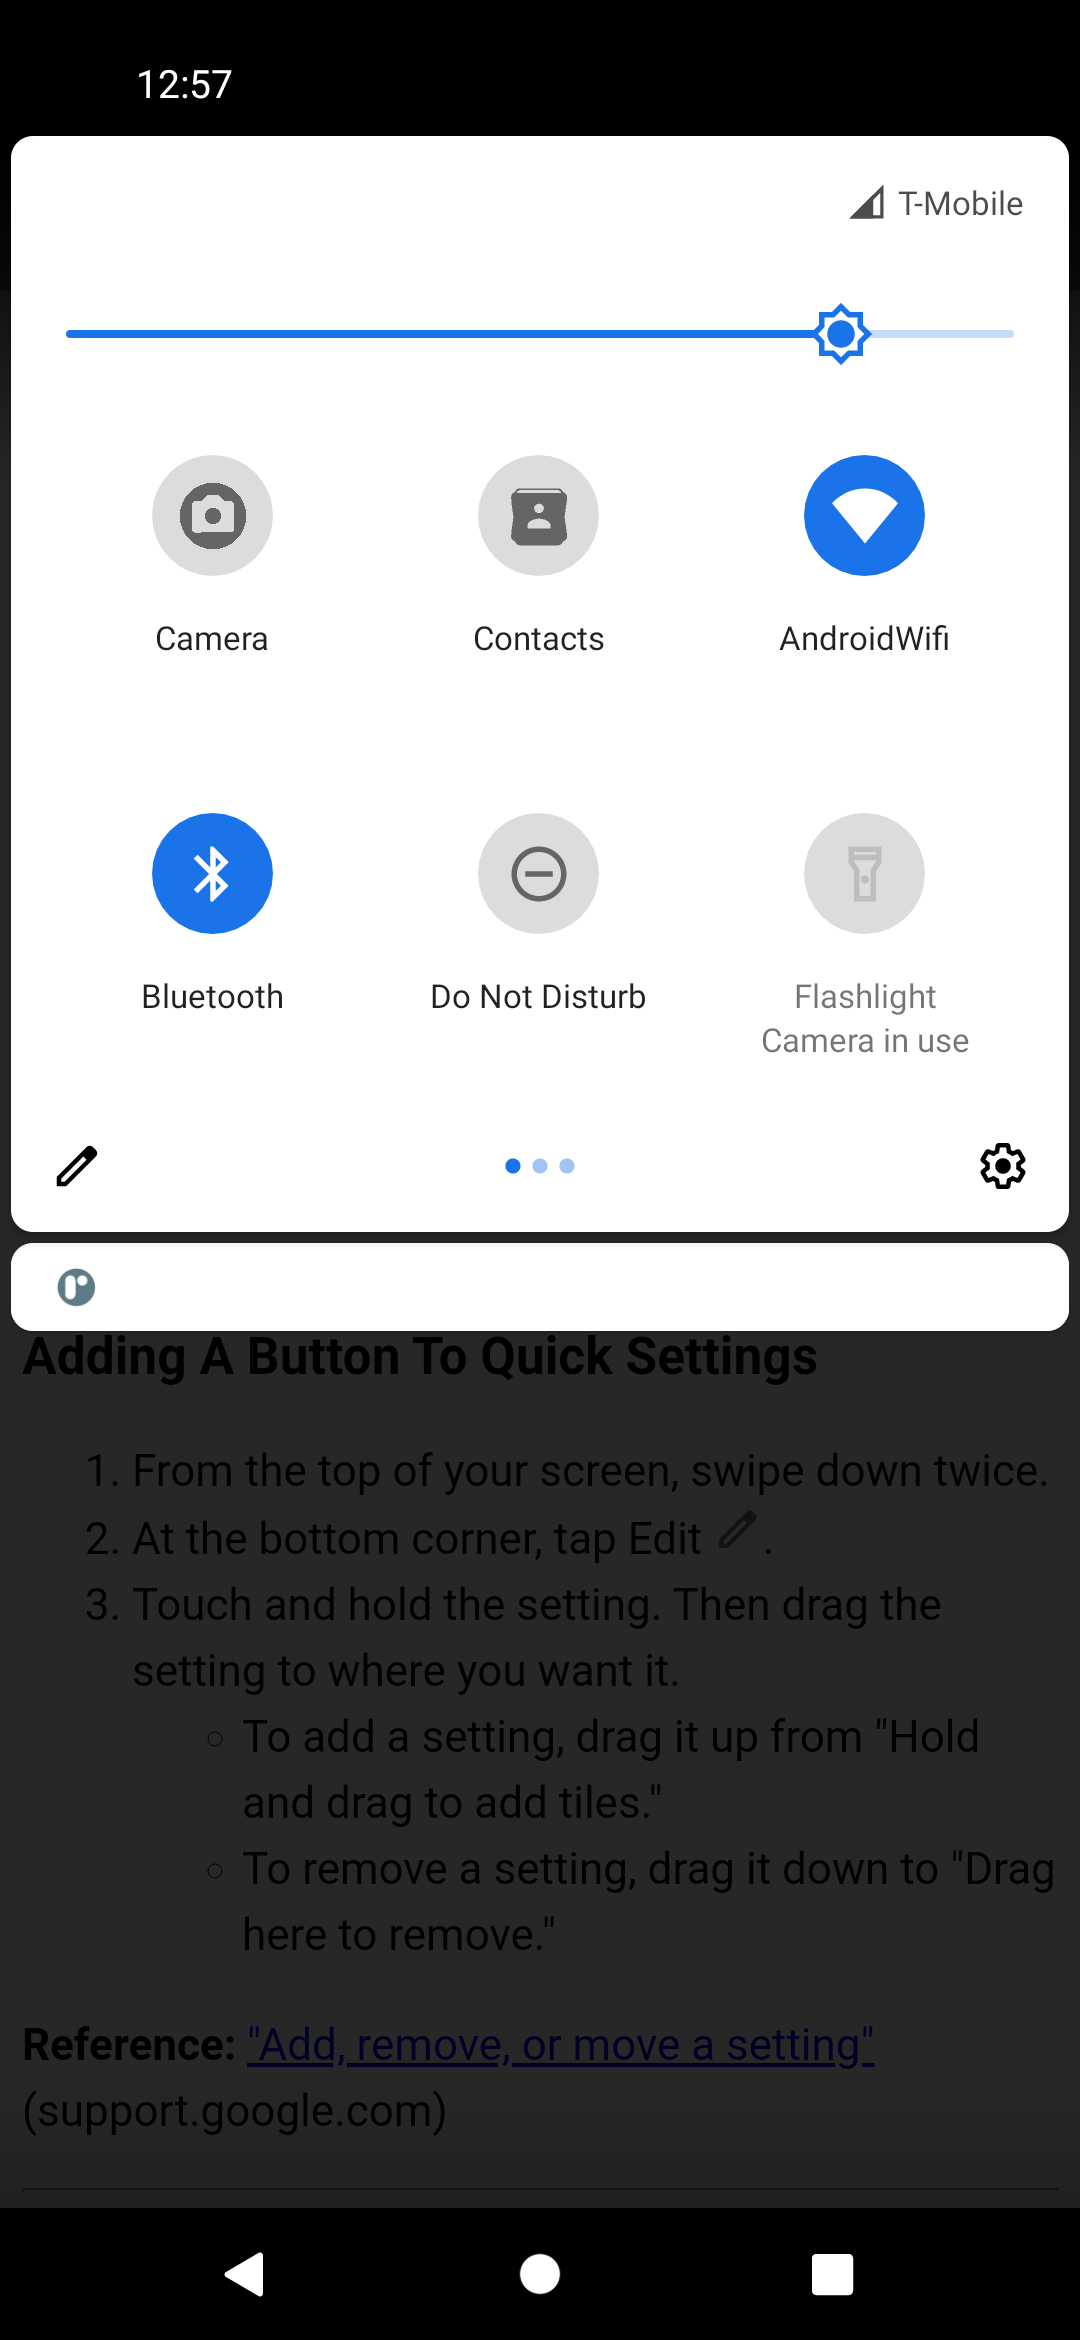 12:57
T-Mobile
Camera Contacts AndroidWifi
Bluetooth Do Not Disturb Flashlight
Camera in use
Adding A Button To Quick Settings
1. From the top of your screen, swipe down twice.
2. At the bottom corner, tap Edit .
3. Touch and hold the setting. Then drag the
setting to where you want it.
To add a setting, drag it up from "Hold
and drag to add tiles."
To remove a setting, drag it down to "Drag
here to remove."
Reference: "Add, remove, or move a setting"
(support.google.com)